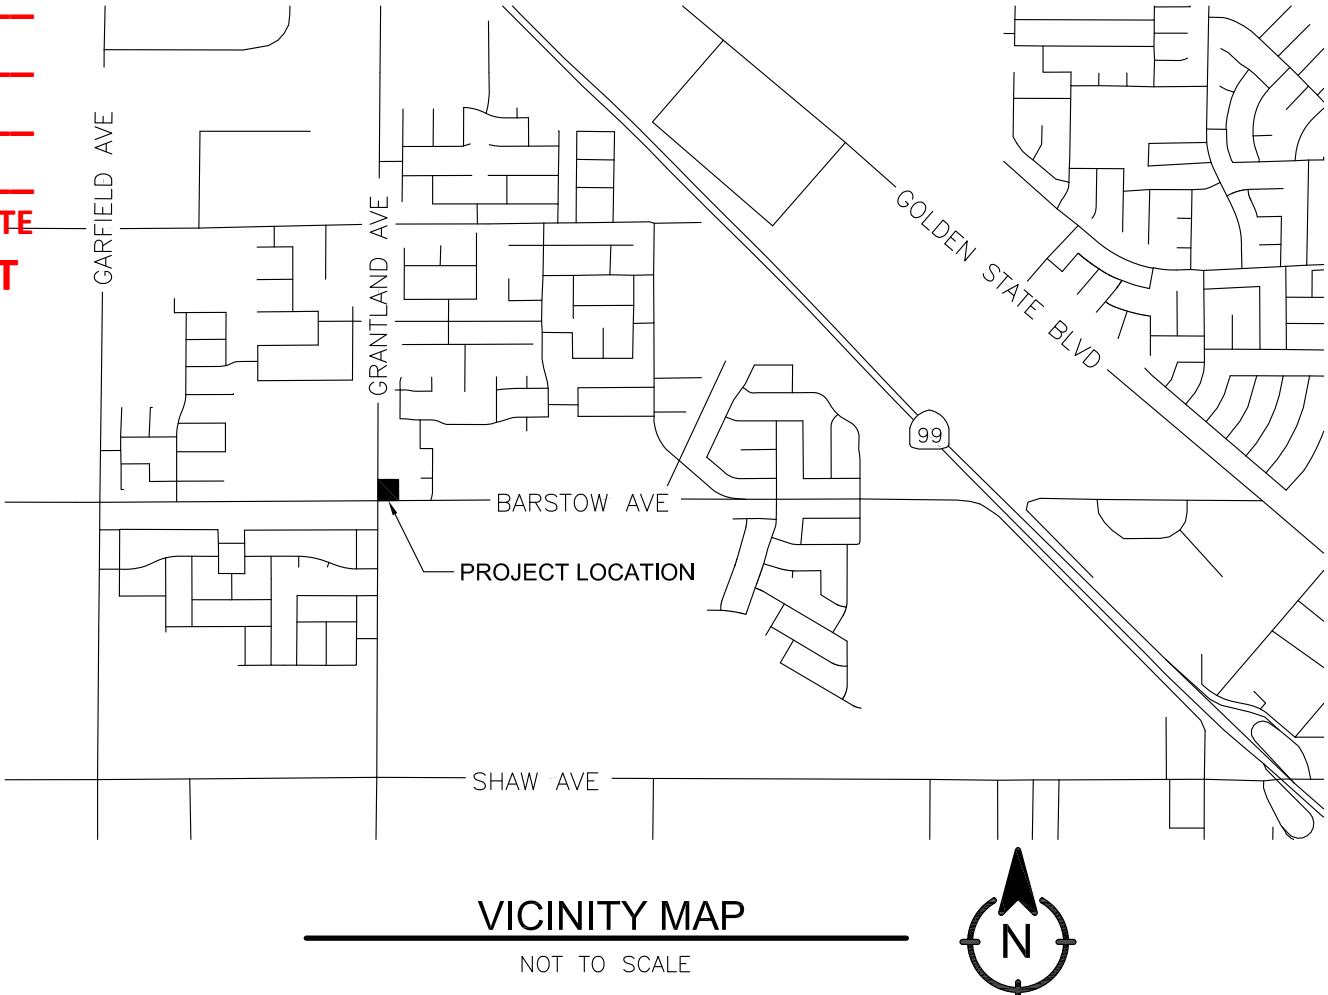 TE
T
GARFIELD AVE
GRANTLAND AVE
GOLDEN STATE BLVD
99
BARSTOW AVE
PROJECT LOCATION
SHAW AVE
VICINITY MAP
NOT TO SCALE
N